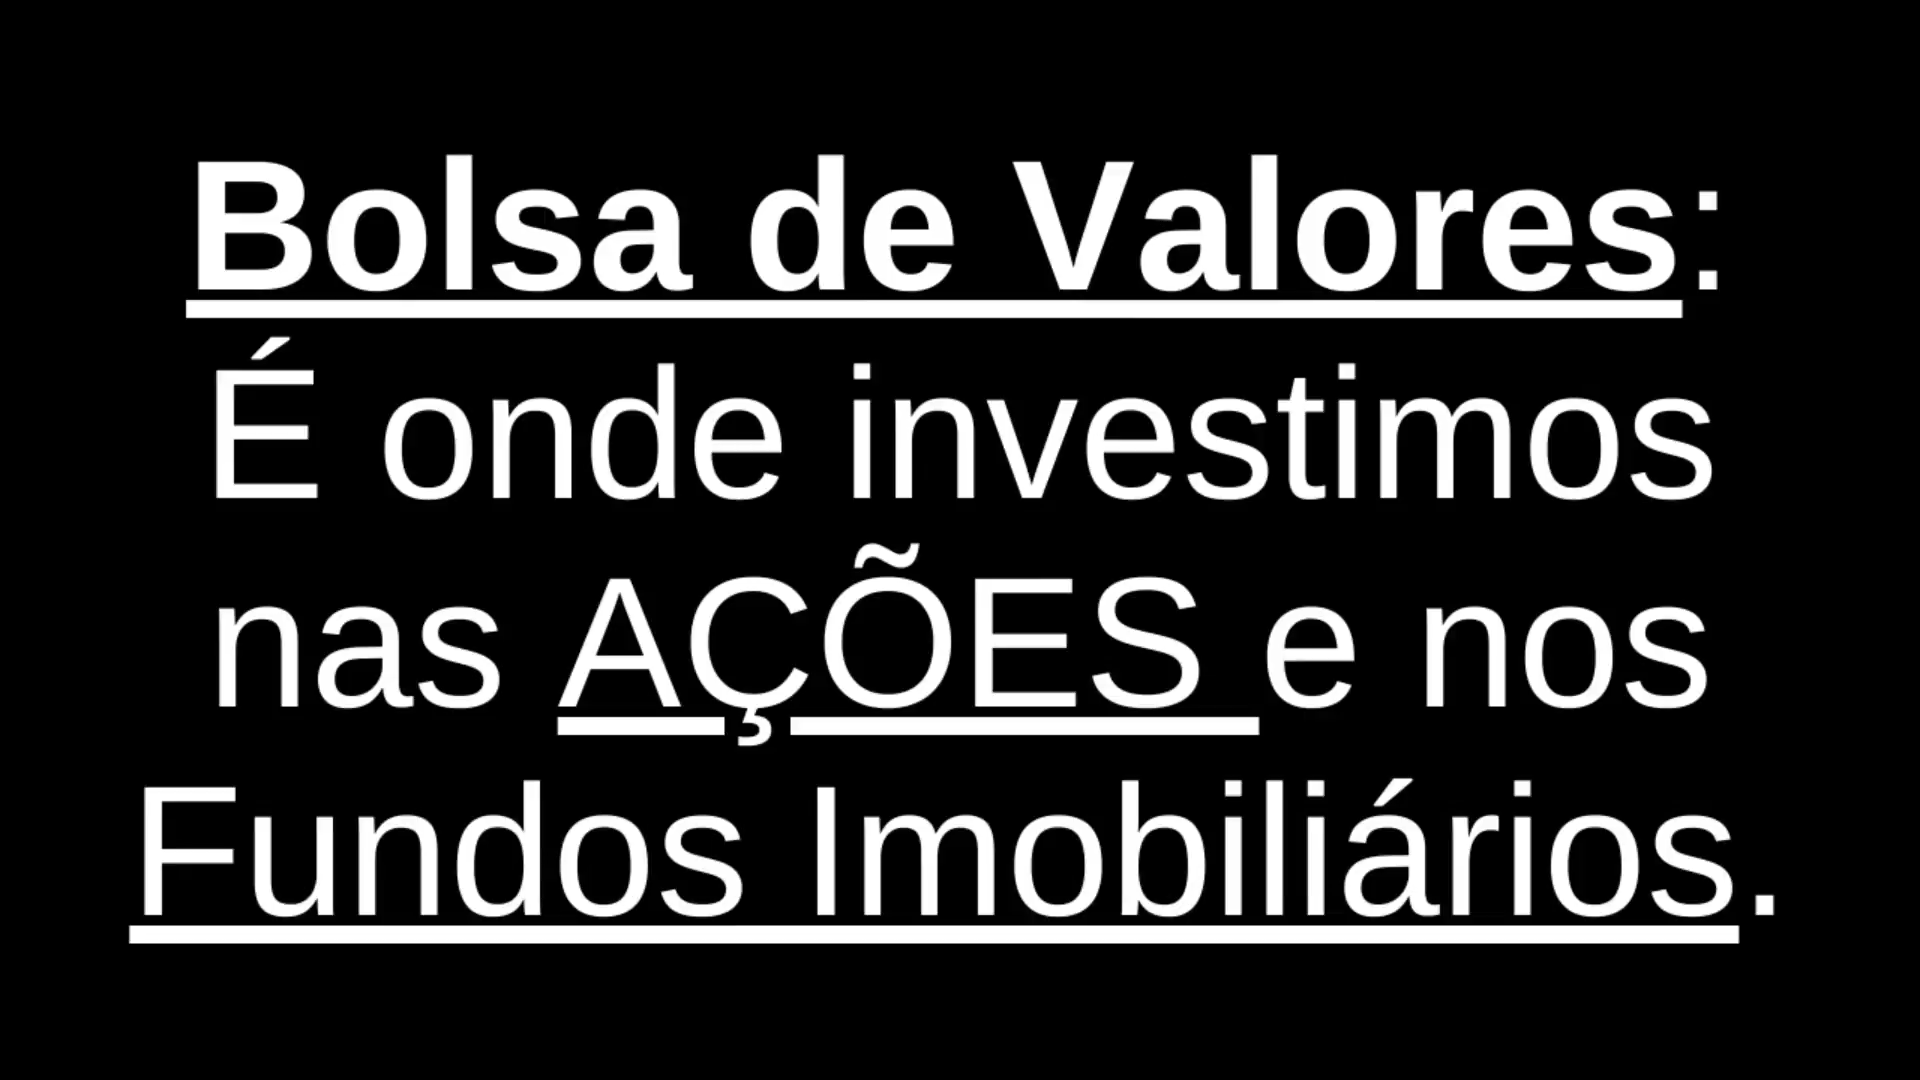 Bolsa de Valores:
É onde investimos
nas AÇÕES e nos
Fundos Imobiliários.